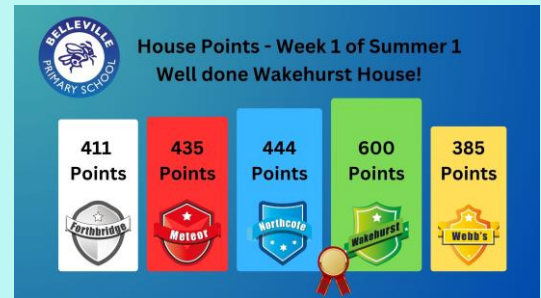 BELLEVILLE
PRIMARY SCHOOL
House Points - Week 1 of Summer 1
Well done Wakehurst House!
411
Points
Forthbridge
435
Points
Meteor
444
Points
Northcote
600
Points
Wakehurst
385
Points
Webb's